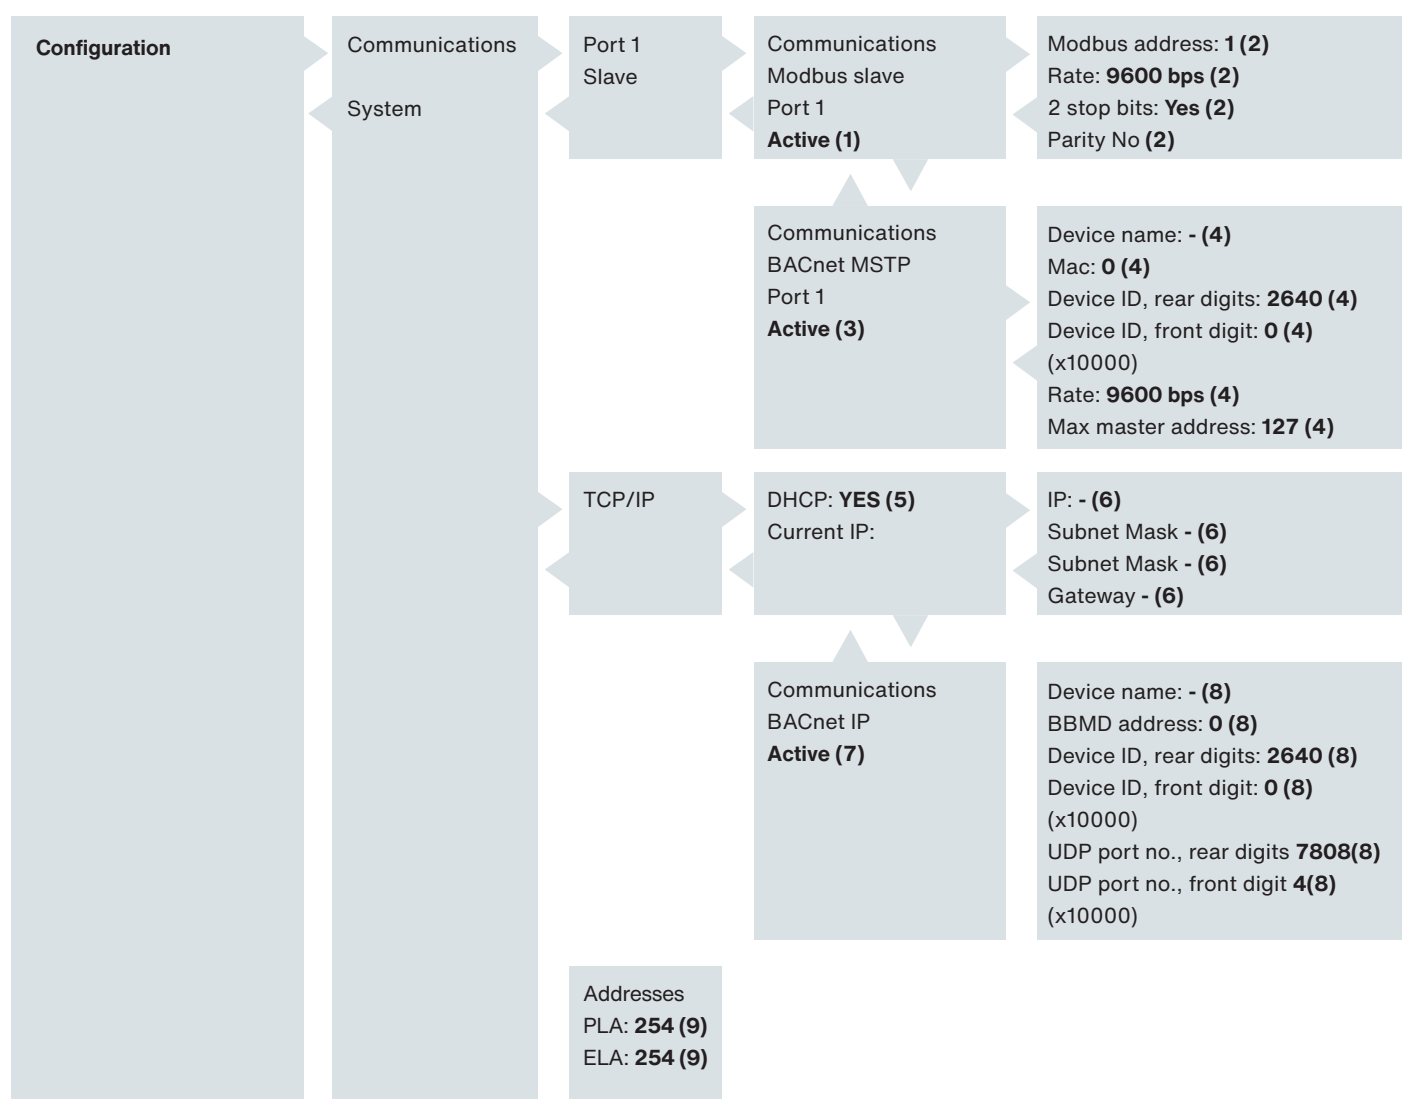 Configuration
Communications
System
Port 1
Slave
Communications
Modbus slave
Port 1
Active (1)
Modbus address: 1 (2)
Rate: 9600 bps (2)
2 stop bits: Yes (2)
Parity No (2)
Communications
BACnet MSTP
Port 1
Active (3)
Device name: - (4)
Mac: 0 (4)
Device ID, rear digits: 2640 (4)
Device ID, front digit: 0 (4)
(x10000)
Rate: 9600 bps (4)
Max master address: 127 (4)
TCP/IP
DHCP: YES (5)
Current IP:
IP: - (6)
Subnet Mask - (6)
Subnet Mask - (6)
Gateway - (6)
Communications
BACnet IP
Active (7)
Device name: - (8)
BBMD address: 0 (8)
Device ID, rear digits: 2640 (8)
Device ID, front digit: 0 (8)
(x10000)
UDP port no., rear digits 7808(8)
UDP port no., front digit 4(8)
(x10000)
Addresses
PLA: 254 (9)
ELA: 254 (9)